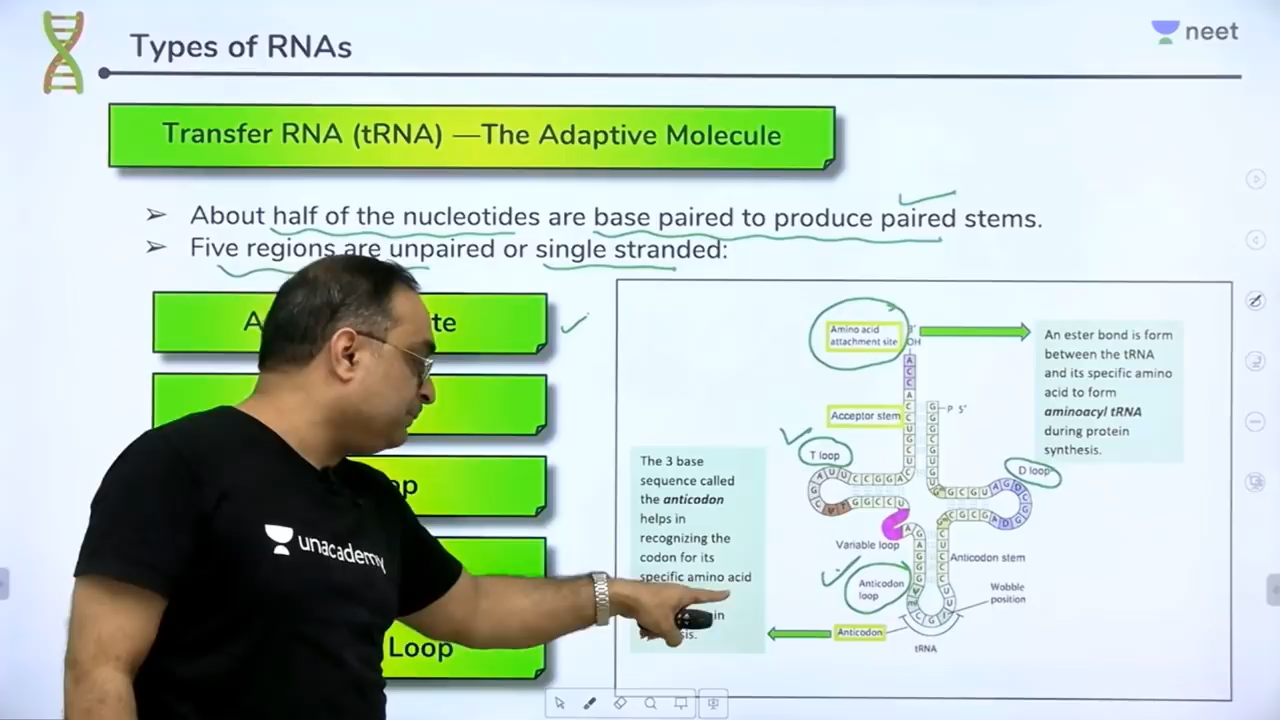 Types of RNAs
neet
Transfer RNA (tRNA) —The Adaptive Molecule
➢ About half of the nucleotides are base paired to produce paired stems.
➢ Five regions are unpaired or single stranded:
A
te
op
Loop
unacademy
The 3 base
sequence called
the anticodon
helps in
recognizing the
codon for its
specific amino acid
in
sis.
Amino acid
attachment site
3'
OH
A
C
C
A
C
C
U
G
C
U
C
Acceptor stem
G
P 5'
G
G
C
G
U
G
U
T loop
D loop
Variable loop
Anticodon stem
Anticodon
loop
Wobble
position
Anticodon
tRNA
An ester bond is form
between the tRNA
and its specific amino
acid to form
aminoacyl tRNA
during protein
synthesis.